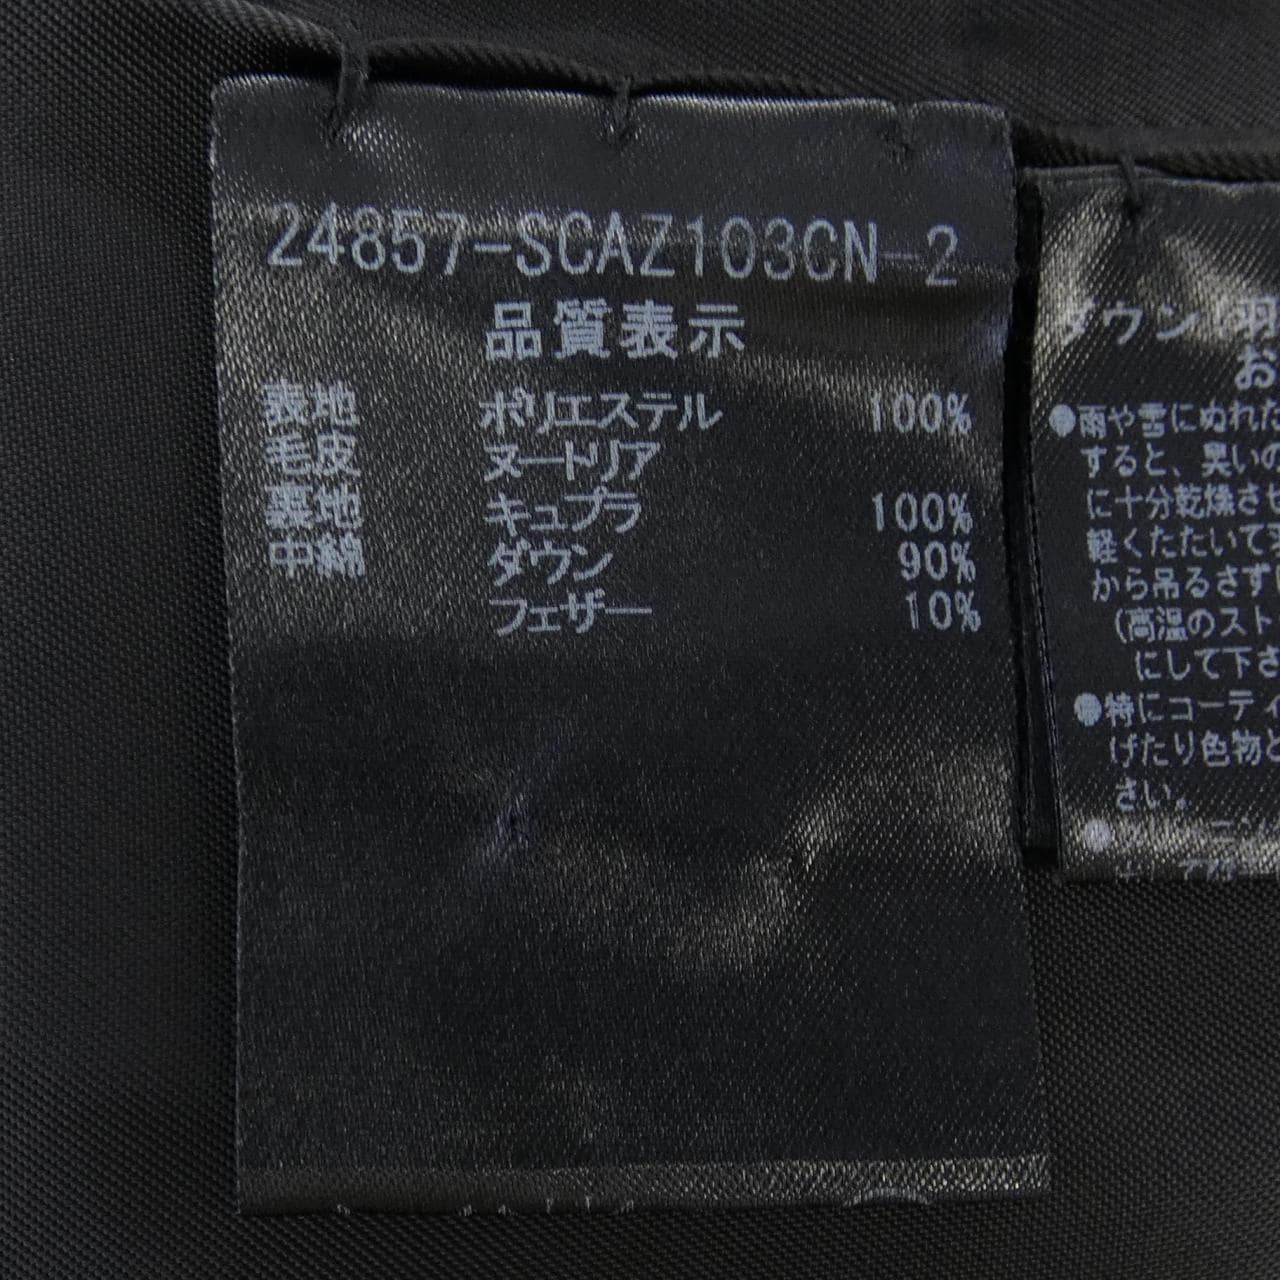 24857-SCAZ103CN-2
品質表示
表地 ポリエステル 100%
毛皮 ヌートリア
裏地 キュプラ 100%
中綿 ダウン 90%
フェザー 10%
ダウン 羽
お
●雨や雪にぬれた
すると、臭いの
に十分乾燥させ
軽くたたいて
から吊るさず
(高温のスト
にして下さ
●特にコーティ
げたり色物と
さい。